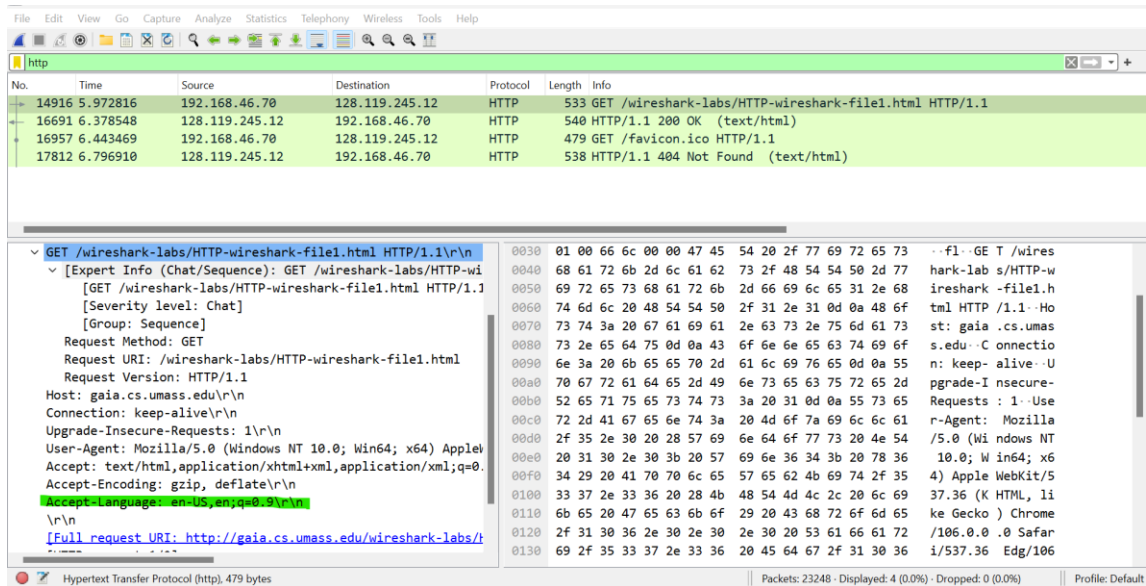 File Edit View Go Capture Analyze Statistics Telephony Wireless Tools Help
http
No. Time Source Destination Protocol Length Info
14916 5.972816 192.168.46.70 128.119.245.12 HTTP 533 GET /wireshark-labs/HTTP-wireshark-file1.html HTTP/1.1
16691 6.378548 128.119.245.12 192.168.46.70 HTTP 540 HTTP/1.1 200 OK (text/html)
16957 6.443469 192.168.46.70 128.119.245.12 HTTP 479 GET /favicon.ico HTTP/1.1
17812 6.796910 128.119.245.12 192.168.46.70 HTTP 538 HTTP/1.1 404 Not Found (text/html)
GET /wireshark-labs/HTTP-wireshark-file1.html HTTP/1.1\r\n
[Expert Info (Chat/Sequence): GET /wireshark-labs/HTTP-wi
[GET /wireshark-labs/HTTP-wireshark-file1.html HTTP/1.1
[Severity level: Chat]
[Group: Sequence]
Request Method: GET
Request URI: /wireshark-labs/HTTP-wireshark-file1.html
Request Version: HTTP/1.1
Host: gaia.cs.umass.edu\r\n
Connection: keep-alive\r\n
Upgrade-Insecure-Requests: 1\r\n
User-Agent: Mozilla/5.0 (Windows NT 10.0; Win64; x64) AppleW
Accept: text/html,application/xhtml+xml,application/xml;q=0.
Accept-Encoding: gzip, deflate\r\n
Accept-Language: en-US,en;q=0.9\r\n
\r\n
[Full request URI: http://gaia.cs.umass.edu/wireshark-labs/H
0030 01 00 66 6c 00 00 47 45 54 20 2f 77 69 72 65 73 ··fl··GE T /wires
0040 68 61 72 6b 2d 6c 61 62 73 2f 48 54 54 50 2d 77 hark-lab s/HTTP-w
0050 69 72 65 73 68 61 72 6b 2d 66 69 6c 65 31 2e 68 ireshark -file1.h
0060 74 6d 6c 20 48 54 54 50 2f 31 2e 31 0d 0a 48 6f tml HTTP /1.1··Ho
0070 73 74 3a 20 67 61 69 61 2e 63 73 2e 75 6d 61 73 st: gaia .cs.umas
0080 73 2e 65 64 75 0d 0a 43 6f 6e 6e 65 63 74 69 6f s.edu··C onnectio
0090 6e 3a 20 6b 65 65 70 2d 61 6c 69 76 65 0d 0a 55 n: keep- alive··U
00a0 70 67 72 61 64 65 2d 49 6e 73 65 63 75 72 65 2d pgrade-I nsecure-
00b0 52 65 71 75 65 73 74 73 3a 20 31 0d 0a 55 73 65 Requests : 1··Use
00c0 72 2d 41 67 65 6e 74 3a 20 4d 6f 7a 69 6c 6c 61 r-Agent: Mozilla
00d0 2f 35 2e 30 20 28 57 69 6e 64 6f 77 73 20 4e 54 /5.0 (Wi ndows NT
00e0 20 31 30 2e 30 3b 20 57 69 6e 36 34 3b 20 78 36 10.0; W in64; x6
00f0 34 29 20 41 70 70 6c 65 57 65 62 4b 69 74 2f 35 4) Apple WebKit/5
0100 33 37 2e 33 36 20 28 4b 48 54 4d 4c 2c 20 6c 69 37.36 (K HTML, li
0110 6b 65 20 47 65 63 6b 6f 29 20 43 68 72 6f 6d 65 ke Gecko ) Chrome
0120 2f 31 30 36 2e 30 2e 30 2e 30 20 53 61 66 61 72 /106.0.0 .0 Safar
0130 69 2f 35 33 37 2e 33 36 20 45 64 67 2f 31 30 36 i/537.36 Edg/106
Hypertext Transfer Protocol (http), 479 bytes
Packets: 23248 · Displayed: 4 (0.0%) · Dropped: 0 (0.0%)
Profile: Default